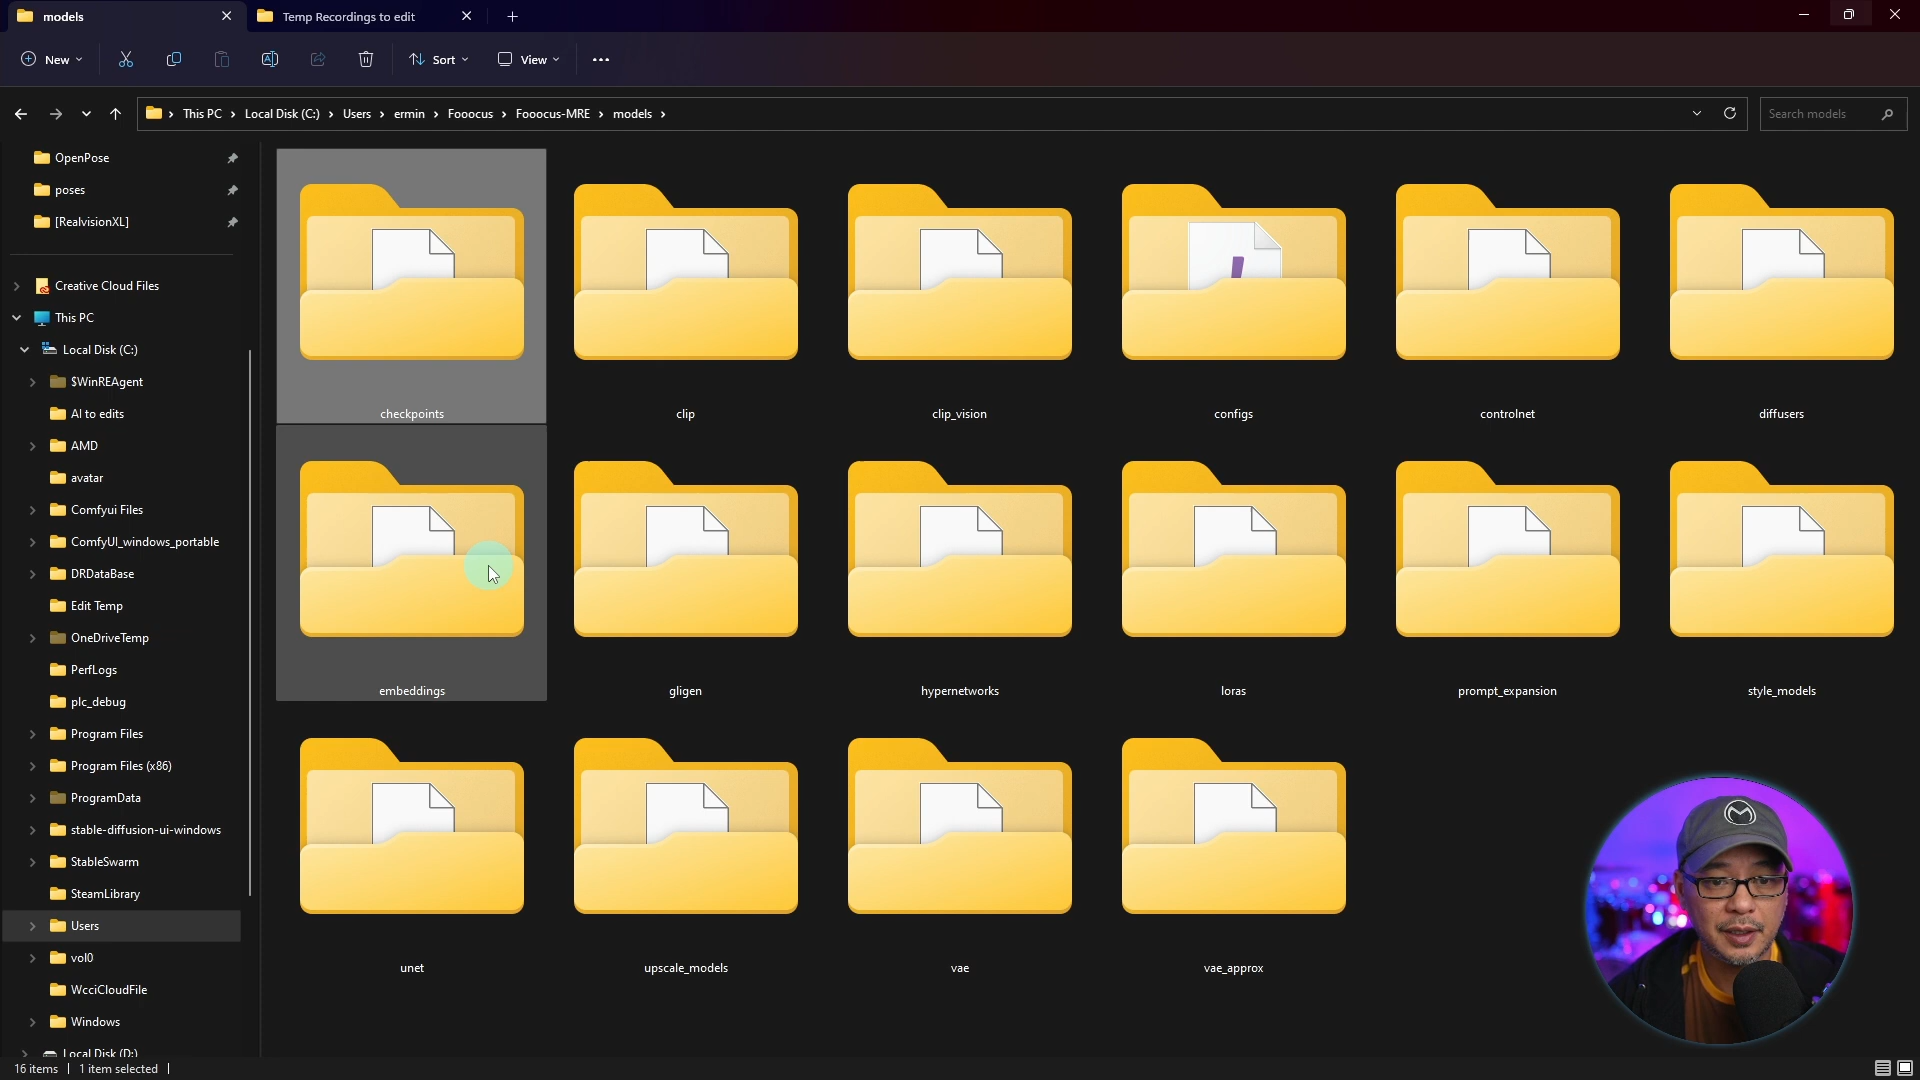 models
Temp Recordings to edit
New
Sort
View
This PC
Local Disk (C:)
Users
ermin
Fooocus
Fooocus-MRE
models
Search models
OpenPose
poses
[RealvisionXL]
Creative Cloud Files
This PC
Local Disk (C:)
$WinREAgent
AI to edits
AMD
avatar
Comfyui Files
ComfyUI_windows_portable
DRDataBase
Edit Temp
OneDriveTemp
PerfLogs
plc_debug
Program Files
Program Files (x86)
ProgramData
stable-diffusion-ui-windows
StableSwarm
SteamLibrary
Users
vol0
WcciCloudFile
Windows
Local Disk (D:)
checkpoints
clip
clip_vision
configs
controlnet
diffusers
embeddings
gligen
hypernetworks
loras
prompt_expansion
style_models
unet
upscale_models
vae
vae_approx
16 items
1 item selected